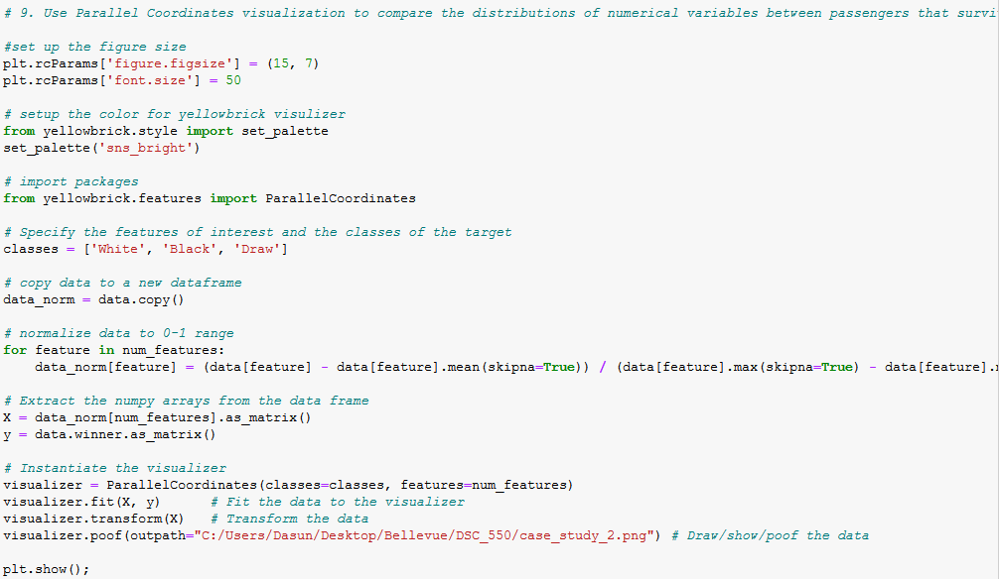 # 9. Use Parallel Coordinates visualization to compare the distributions of numerical variables between passengers that survi
#set up the figure size
plt.rcParams['figure.figsize'] = (15, 7)
plt.rcParams['font.size'] = 50
# setup the color for yellowbrick visulizer
from yellowbrick.style import set_palette
set_palette('sns_bright')
# import packages
from yellowbrick.features import ParallelCoordinates
# Specify the features of interest and the classes of the target
classes = ['White', 'Black', 'Draw']
# copy data to a new dataframe
data_norm = data.copy()
# normalize data to 0-1 range
for feature in num_features:
    data_norm[feature] = (data[feature] - data[feature].mean(skipna=True)) / (data[feature].max(skipna=True) - data[feature].
# Extract the numpy arrays from the data frame
X = data_norm[num_features].as_matrix()
y = data.winner.as_matrix()
# Instantiate the visualizer
visualizer = ParallelCoordinates(classes=classes, features=num_features)
visualizer.fit(X, y)      # Fit the data to the visualizer
visualizer.transform(X)   # Transform the data
visualizer.poof(outpath="C:/Users/Dasun/Desktop/Bellevue/DSC_550/case_study_2.png") # Draw/show/poof the data
plt.show();